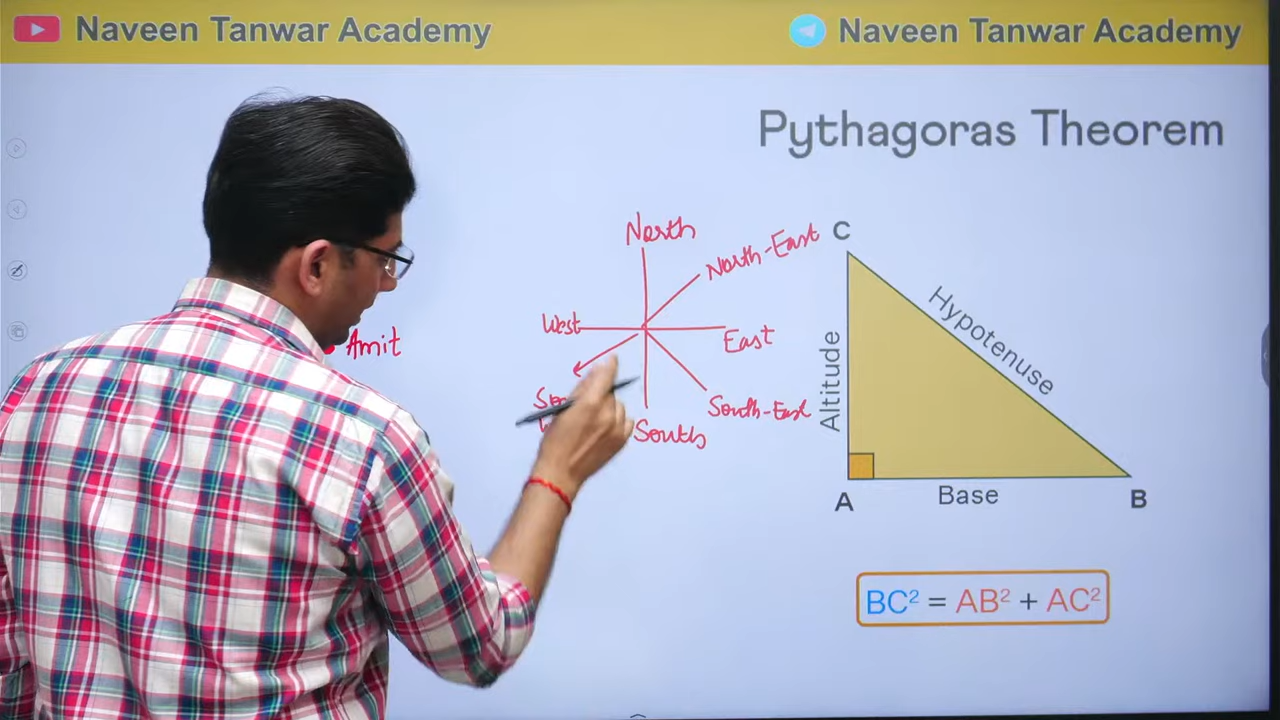 Naveen Tanwar Academy
Naveen Tanwar Academy
Pythagoras Theorem
North
North-East
C
Hypotenuse
West
East
Amit
Altitude
South-East
South
A
Base
B
BC² = AB² + AC²